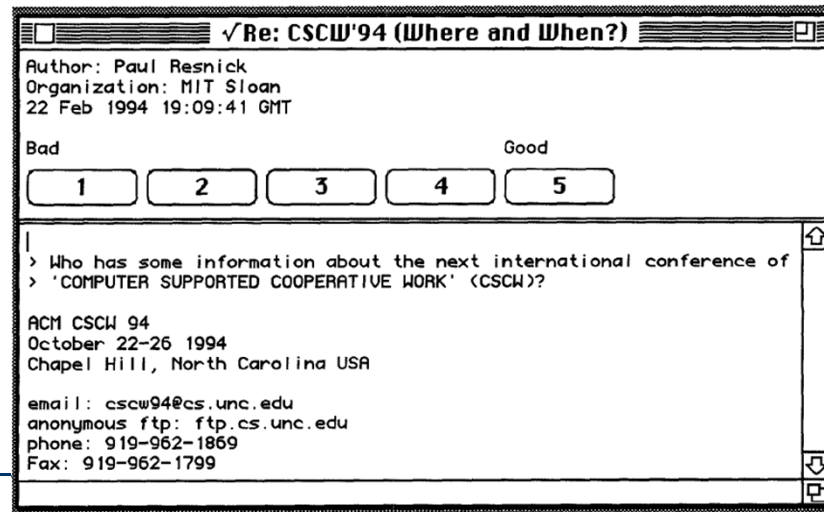 √Re: CSCW'94 (Where and When?)
Author: Paul Resnick
Organization: MIT Sloan
22 Feb 1994 19:09:41 GMT
Bad Good
1 2 3 4 5
> Who has some information about the next international conference of
> 'COMPUTER SUPPORTED COOPERATIVE WORK' (CSCW)?
ACM CSCW 94
October 22-26 1994
Chapel Hill, North Carolina USA
email: cscw94@cs.unc.edu
anonymous ftp: ftp.cs.unc.edu
phone: 919-962-1869
Fax: 919-962-1799